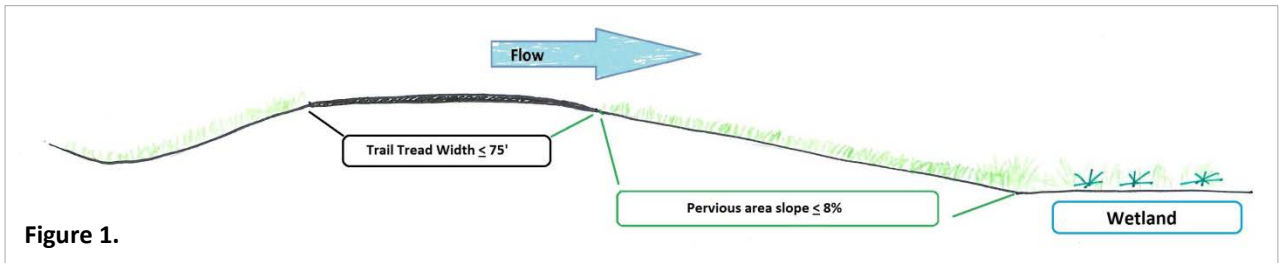 Flow
Trail Tread Width ≤ 75'
Pervious area slope ≤ 8%
Wetland
Figure 1.